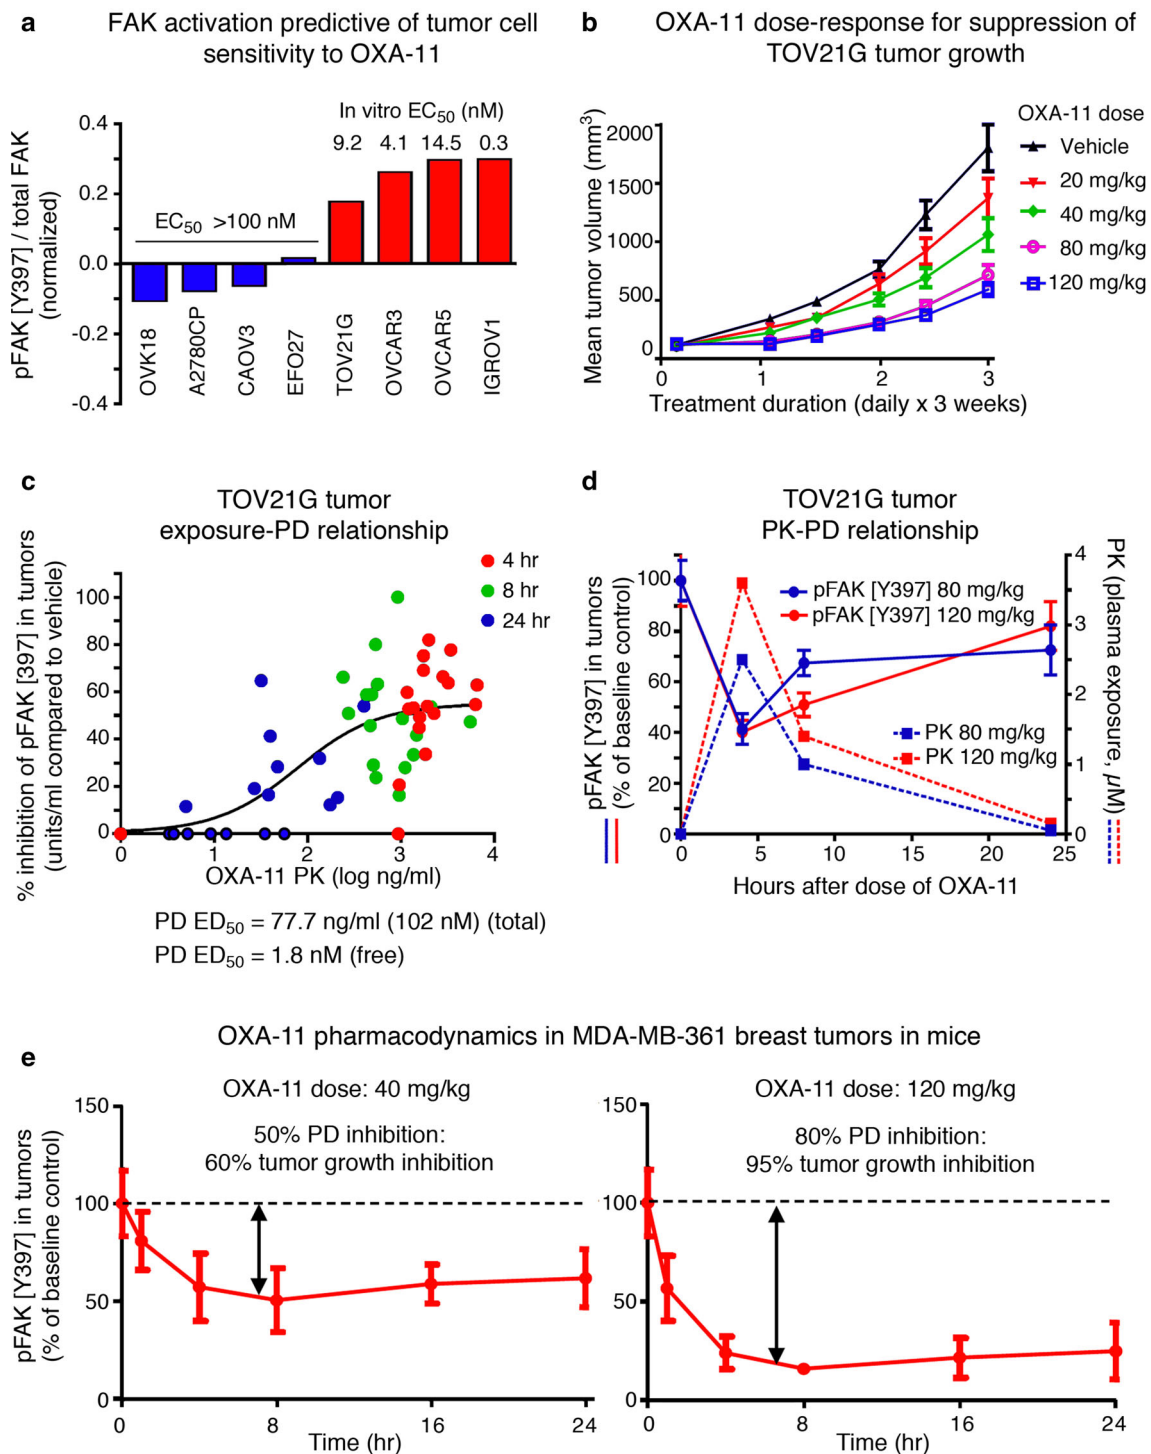 a
FAK activation predictive of tumor cell
sensitivity to OXA-11
pFAK [Y397] / total FAK
(normalized)
In vitro EC50 (nM)
0.4
9.2 4.1 14.5 0.3
0.2
EC50 >100 nM
0.0
-0.2
-0.4
OVK18
A2780CP
CAOV3
EFO27
TOV21G
OVCAR3
OVCAR5
IGROV1
b
OXA-11 dose-response for suppression of
TOV21G tumor growth
Mean tumor volume (mm3)
2000
1500
1000
500
0
0 1 2 3
Treatment duration (daily x 3 weeks)
OXA-11 dose
Vehicle
20 mg/kg
40 mg/kg
80 mg/kg
120 mg/kg
c
TOV21G tumor
exposure-PD relationship
% inhibition of pFAK [397] in tumors
(units/ml compared to vehicle)
4 hr
8 hr
24 hr
100
80
60
40
20
0
0 1 2 3 4
OXA-11 PK (log ng/ml)
PD ED50 = 77.7 ng/ml (102 nM) (total)
PD ED50 = 1.8 nM (free)
d
TOV21G tumor
PK-PD relationship
pFAK [Y397] in tumors
(% of baseline control)
100
80
60
40
20
0
pFAK [Y397] 80 mg/kg
pFAK [Y397] 120 mg/kg
PK 80 mg/kg
PK 120 mg/kg
4
3
2
1
0
PK (plasma exposure, µM)
0 5 10 15 20 25
Hours after dose of OXA-11
e
OXA-11 pharmacodynamics in MDA-MB-361 breast tumors in mice
pFAK [Y397] in tumors
(% of baseline control)
OXA-11 dose: 40 mg/kg
50% PD inhibition:
60% tumor growth inhibition
150
100
50
0
0 8 16 24
Time (hr)
OXA-11 dose: 120 mg/kg
80% PD inhibition:
95% tumor growth inhibition
150
100
50
0
0 8 16 24
Time (hr)